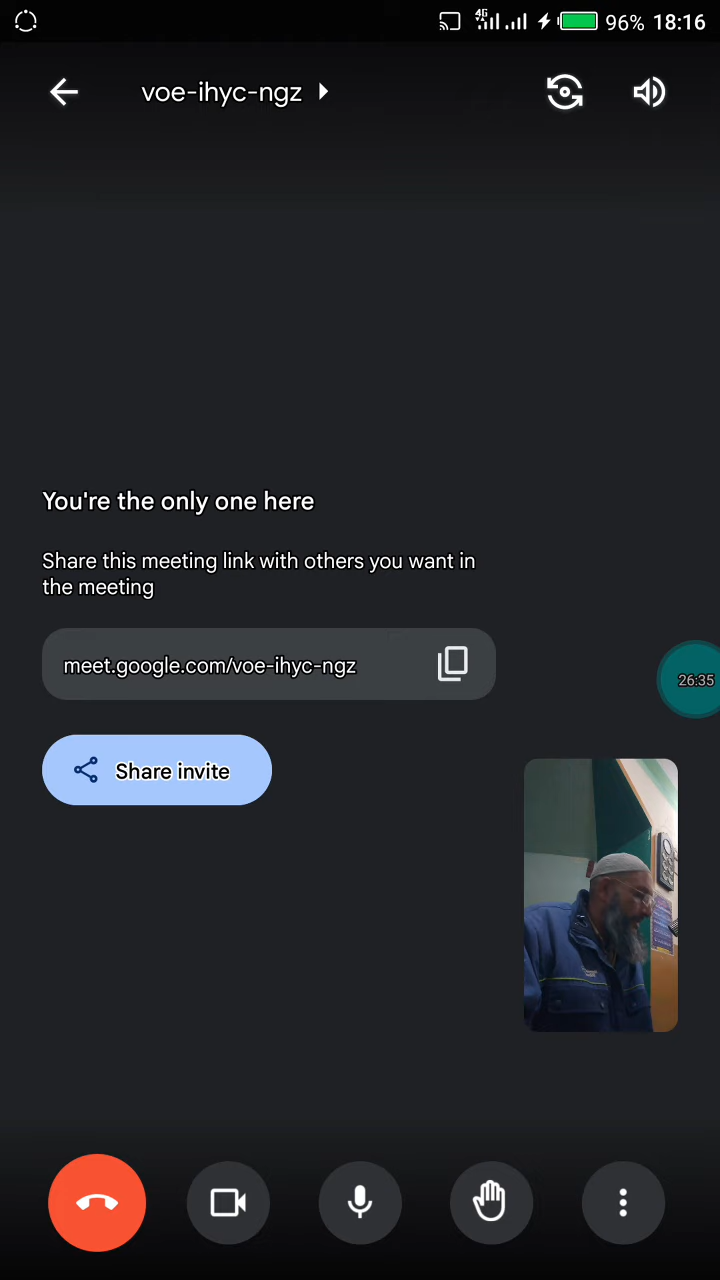 4G 96% 18:16
voe-ihyc-ngz
You're the only one here
Share this meeting link with others you want in
the meeting
meet.google.com/voe-ihyc-ngz
26:35
Share invite